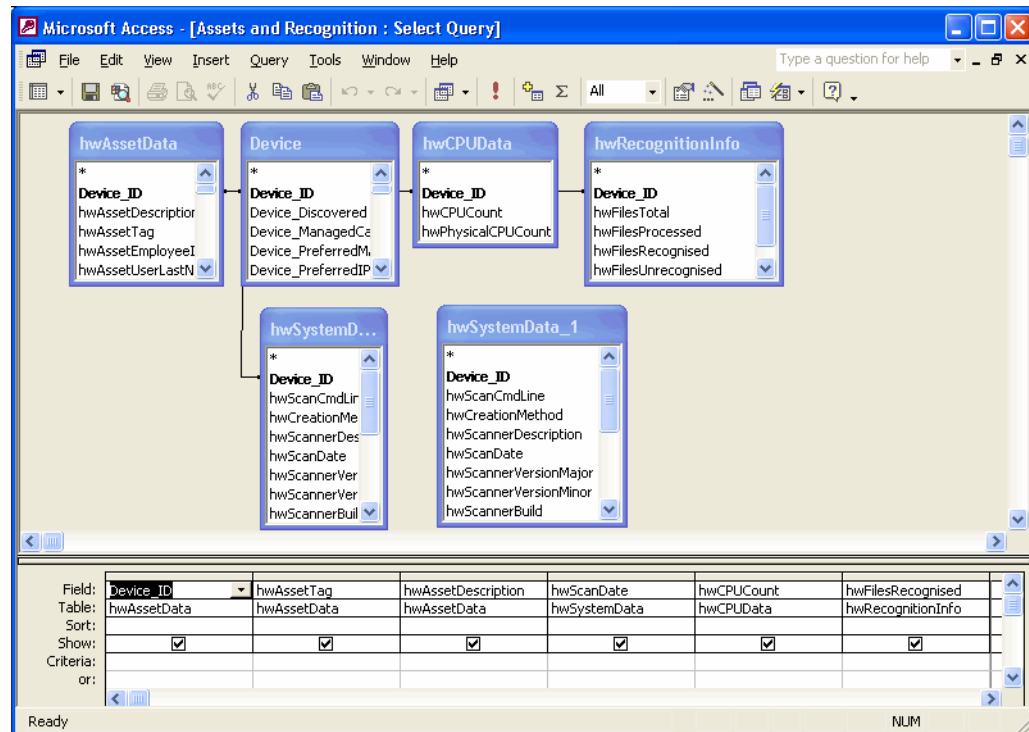 Microsoft Access - [Assets and Recognition : Select Query]
File Edit View Insert Query Tools Window Help Type a question for help
ABC All
hwAssetData Device hwCPUData hwRecognitionInfo
* * * *
Device_ID Device_ID Device_ID Device_ID
hwAssetDescription Device_Discovered hwCPUCount hwFilesTotal
hwAssetTag Device_ManagedCa hwPhysicalCPUCount hwFilesProcessed
hwAssetEmployeeI Device_PreferredM hwFilesRecognised
hwAssetUserLastN Device_PreferredIP hwFilesUnrecognised
hwSystemD... hwSystemData_1
* *
Device_ID Device_ID
hwScanCmdLir hwScanCmdLine
hwCreationMe hwCreationMethod
hwScannerDes hwScannerDescription
hwScanDate hwScanDate
hwScannerVer hwScannerVersionMajor
hwScannerVer hwScannerVersionMinor
hwScannerBuil hwScannerBuild
Field: Device_ID hwAssetTag hwAssetDescription hwScanDate hwCPUCount hwFilesRecognised
Table: hwAssetData hwAssetData hwAssetData hwSystemData hwCPUData hwRecognitionInfo
Sort:
Show:
Criteria:
or:
Ready NUM